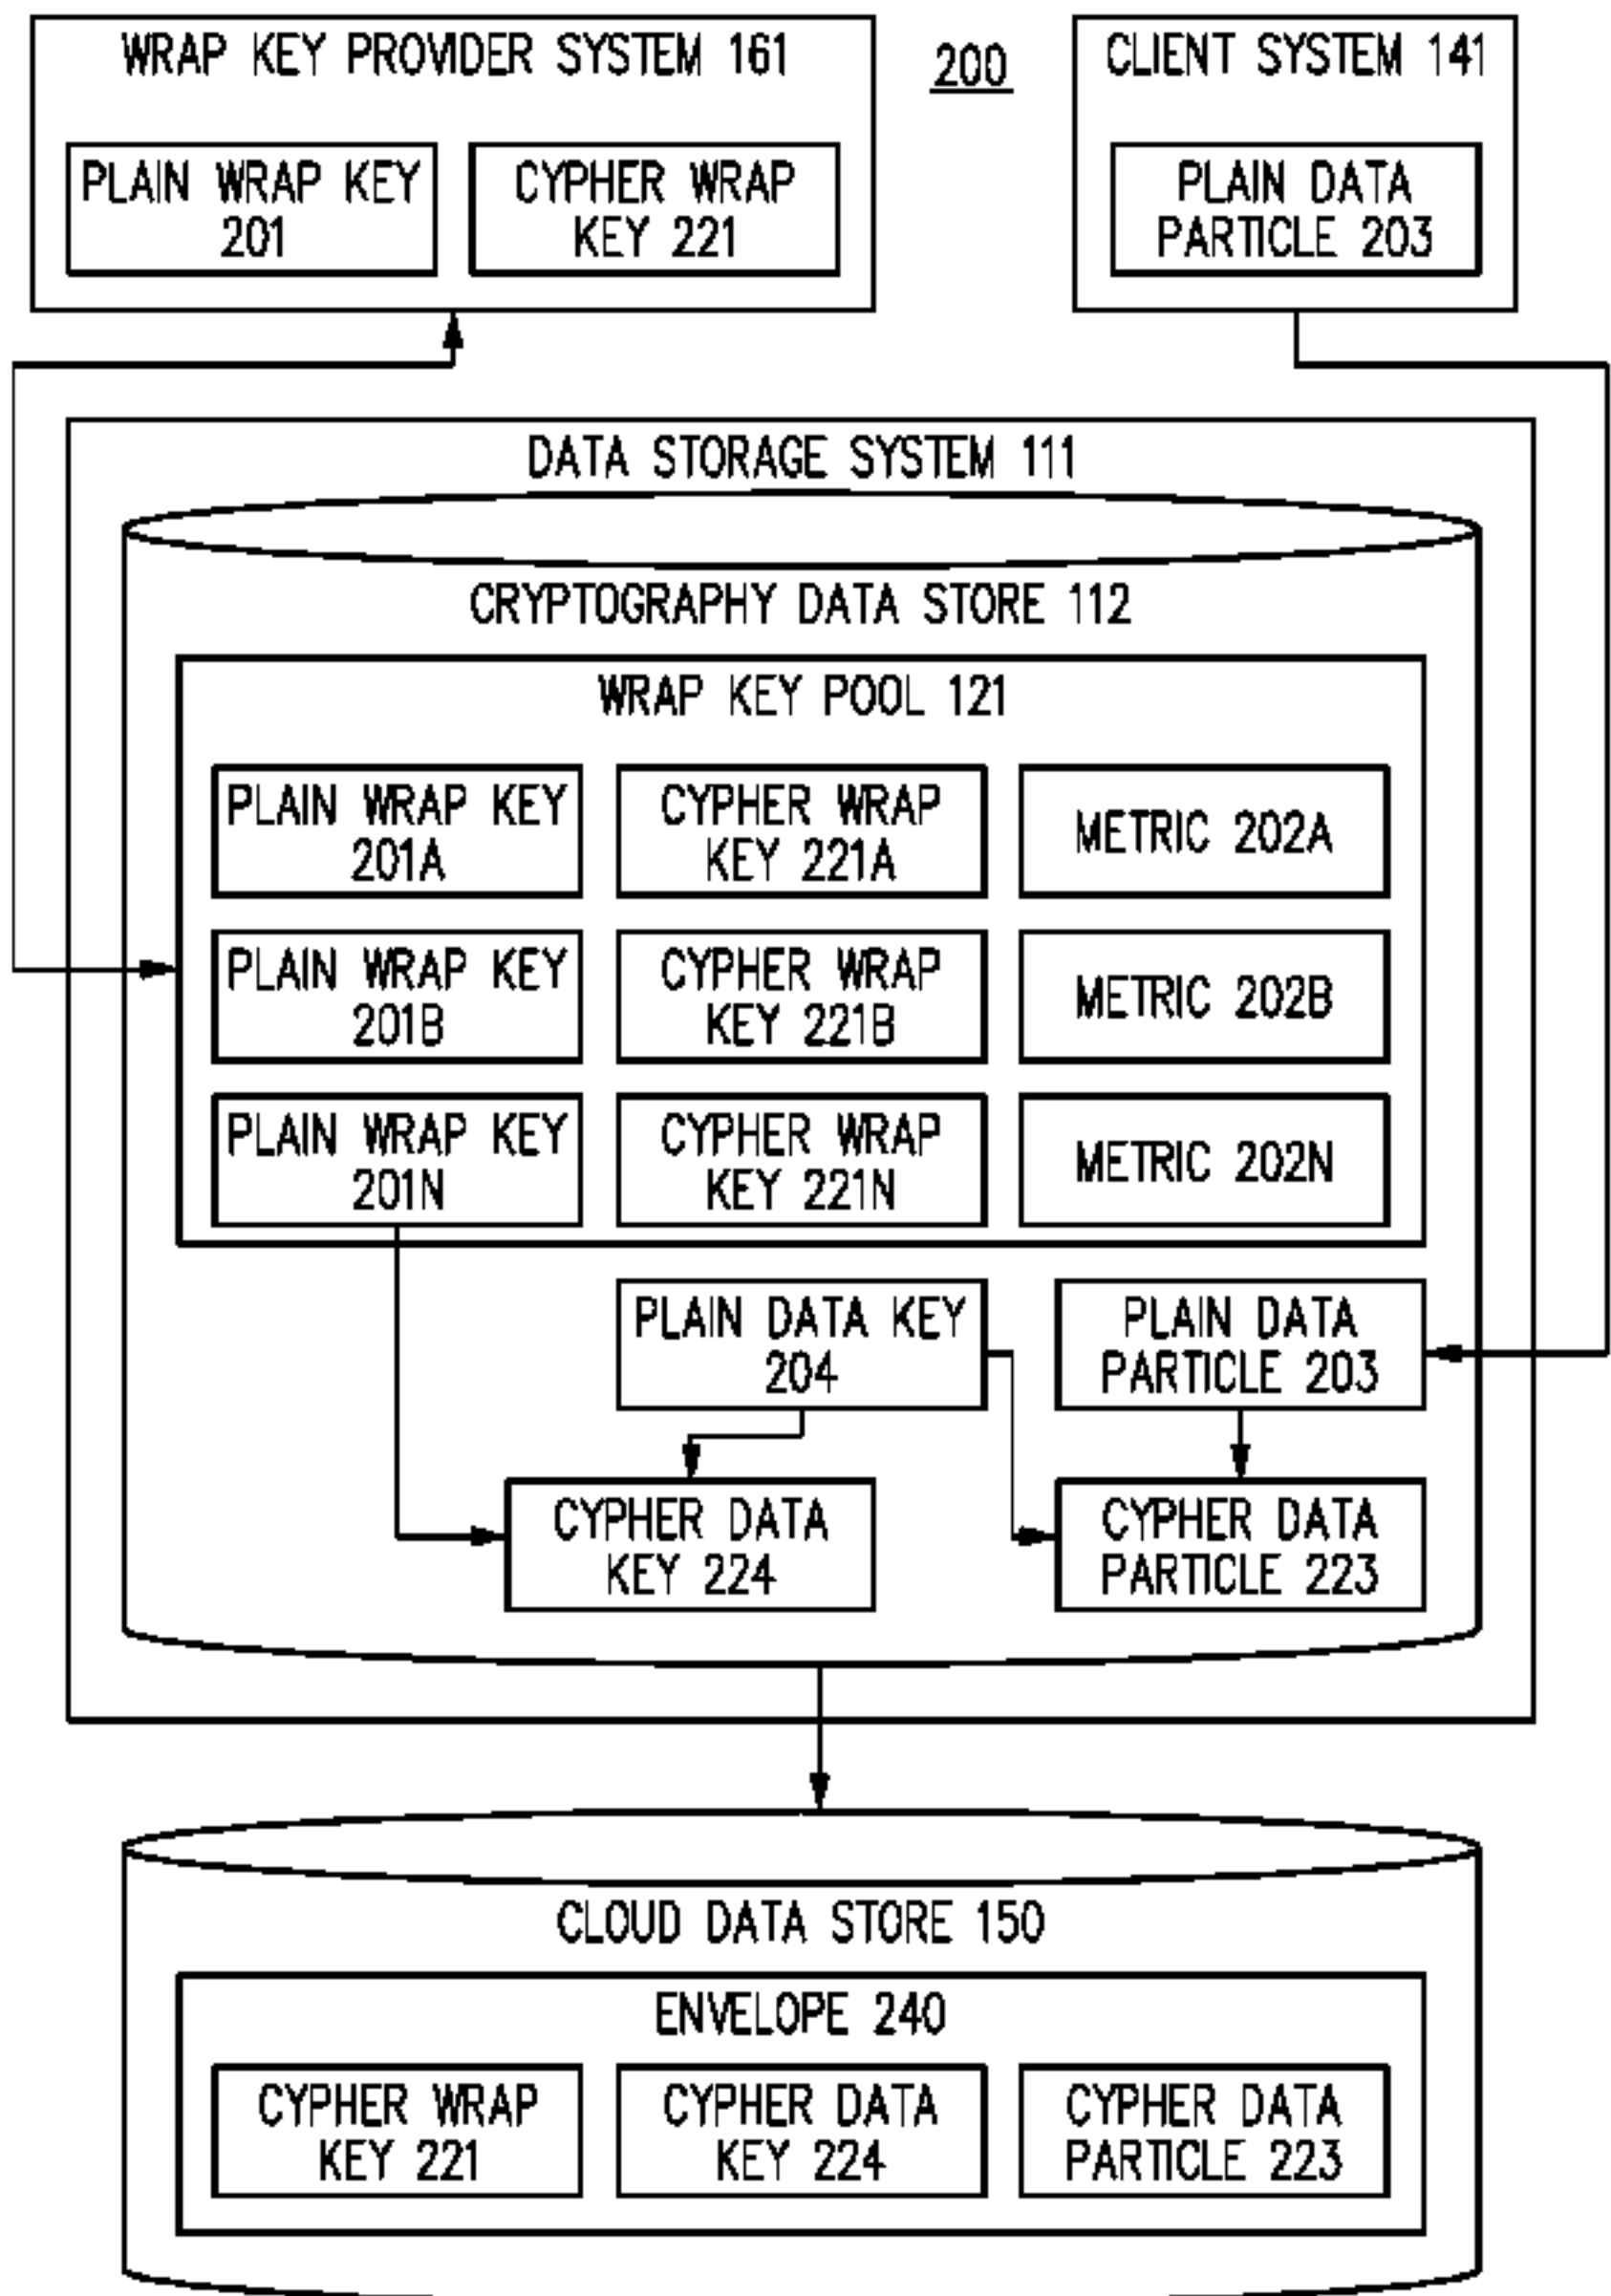 WRAP KEY PROVIDER SYSTEM 161
PLAIN WRAP KEY
201
CYPHER WRAP
KEY 221
200
CLIENT SYSTEM 141
PLAIN DATA
PARTICLE 203
DATA STORAGE SYSTEM 111
CRYPTOGRAPHY DATA STORE 112
WRAP KEY POOL 121
PLAIN WRAP KEY
201A
CYPHER WRAP
KEY 221A
METRIC 202A
PLAIN WRAP KEY
201B
CYPHER WRAP
KEY 221B
METRIC 202B
PLAIN WRAP KEY
201N
CYPHER WRAP
KEY 221N
METRIC 202N
PLAIN DATA KEY
204
PLAIN DATA
PARTICLE 203
CYPHER DATA
KEY 224
CYPHER DATA
PARTICLE 223
CLOUD DATA STORE 150
ENVELOPE 240
CYPHER WRAP
KEY 221
CYPHER DATA
KEY 224
CYPHER DATA
PARTICLE 223